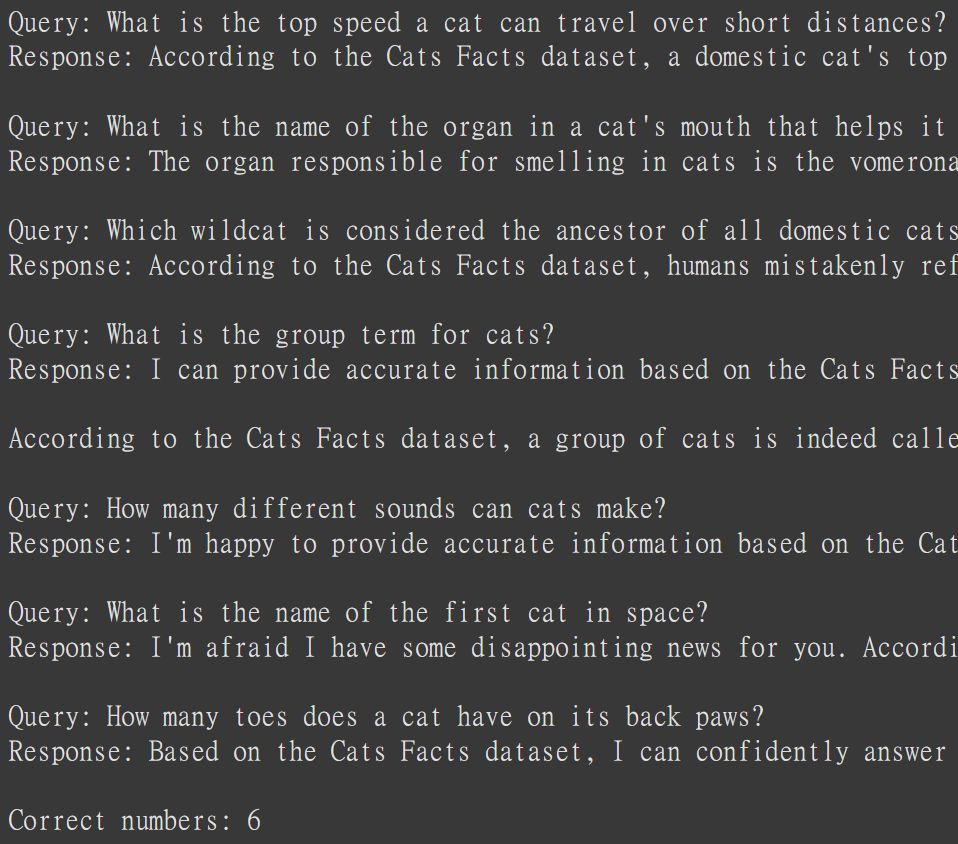 Query: What is the top speed a cat can travel over short distances?
Response: According to the Cats Facts dataset, a domestic cat's top
Query: What is the name of the organ in a cat's mouth that helps it
Response: The organ responsible for smelling in cats is the vomerona
Query: Which wildcat is considered the ancestor of all domestic cats
Response: According to the Cats Facts dataset, humans mistakenly ref
Query: What is the group term for cats?
Response: I can provide accurate information based on the Cats Facts
According to the Cats Facts dataset, a group of cats is indeed calle
Query: How many different sounds can cats make?
Response: I'm happy to provide accurate information based on the Cat
Query: What is the name of the first cat in space?
Response: I'm afraid I have some disappointing news for you. Accordi
Query: How many toes does a cat have on its back paws?
Response: Based on the Cats Facts dataset, I can confidently answer
Correct numbers: 6